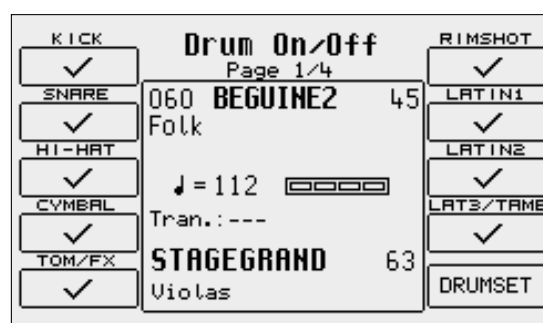 KICK
SNARE
HI-HAT
CYMBAL
TOM/FX
Drum On/Off
Page 1/4
060 BEGUINE2 45
Folk
♩= 112
Tran.:---
STAGEGRAND 63
Violas
RIMSHOT
LATIN1
LATIN2
LAT3/TAMB
DRUMSET